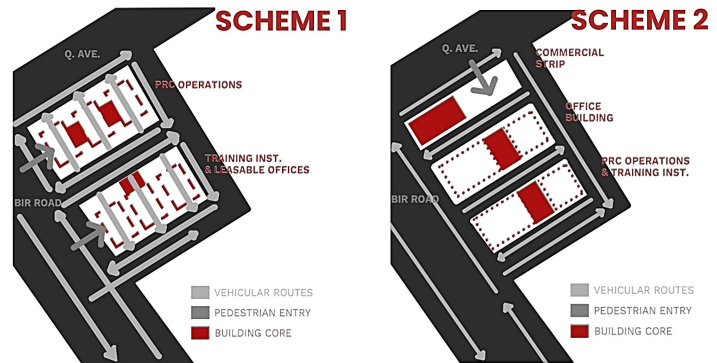 SCHEME 1
Q. AVE.
PRC OPERATIONS
TRAINING INST.
& LEASABLE OFFICES
BIR ROAD
VEHICULAR ROUTES
PEDESTRIAN ENTRY
BUILDING CORE
SCHEME 2
Q. AVE.
COMMERCIAL
STRIP
OFFICE
BUILDING
PRC OPERATIONS
& TRAINING INST.
BIR ROAD
VEHICULAR ROUTES
PEDESTRIAN ENTRY
BUILDING CORE